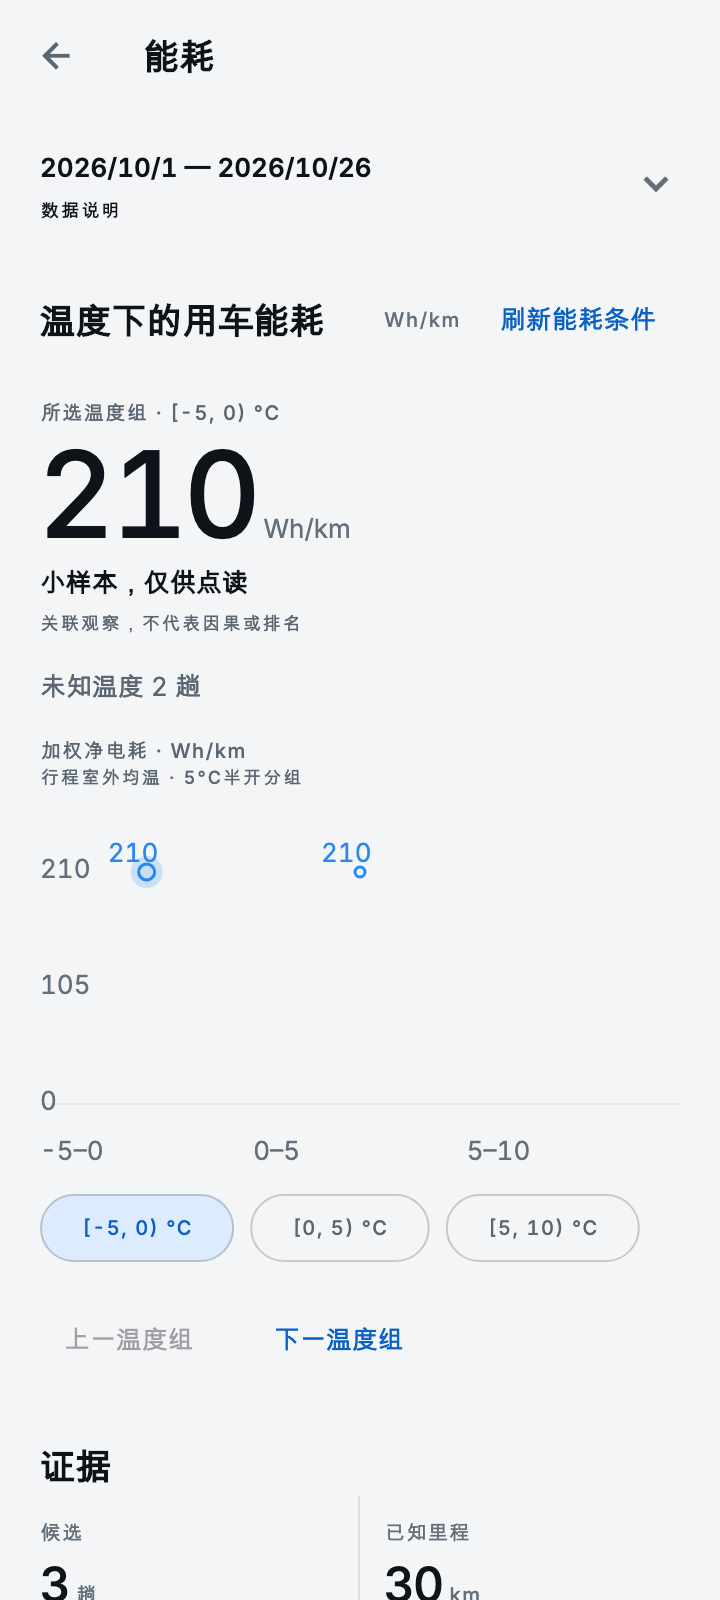 能耗
2026/10/1 — 2026/10/26
数据说明
温度下的用车能耗 Wh/km 刷新能耗条件
所选温度组 · [-5, 0) °C
210 Wh/km
小样本，仅供点读
关联观察，不代表因果或排名
未知温度 2 趟
加权净电耗 · Wh/km
行程室外均温 · 5°C半开分组
210 210
210
105
0
-5–0 0–5 5–10
[-5, 0) °C [0, 5) °C [5, 10) °C
上一温度组 下一温度组
证据
候选 已知里程
3 趟 30 km